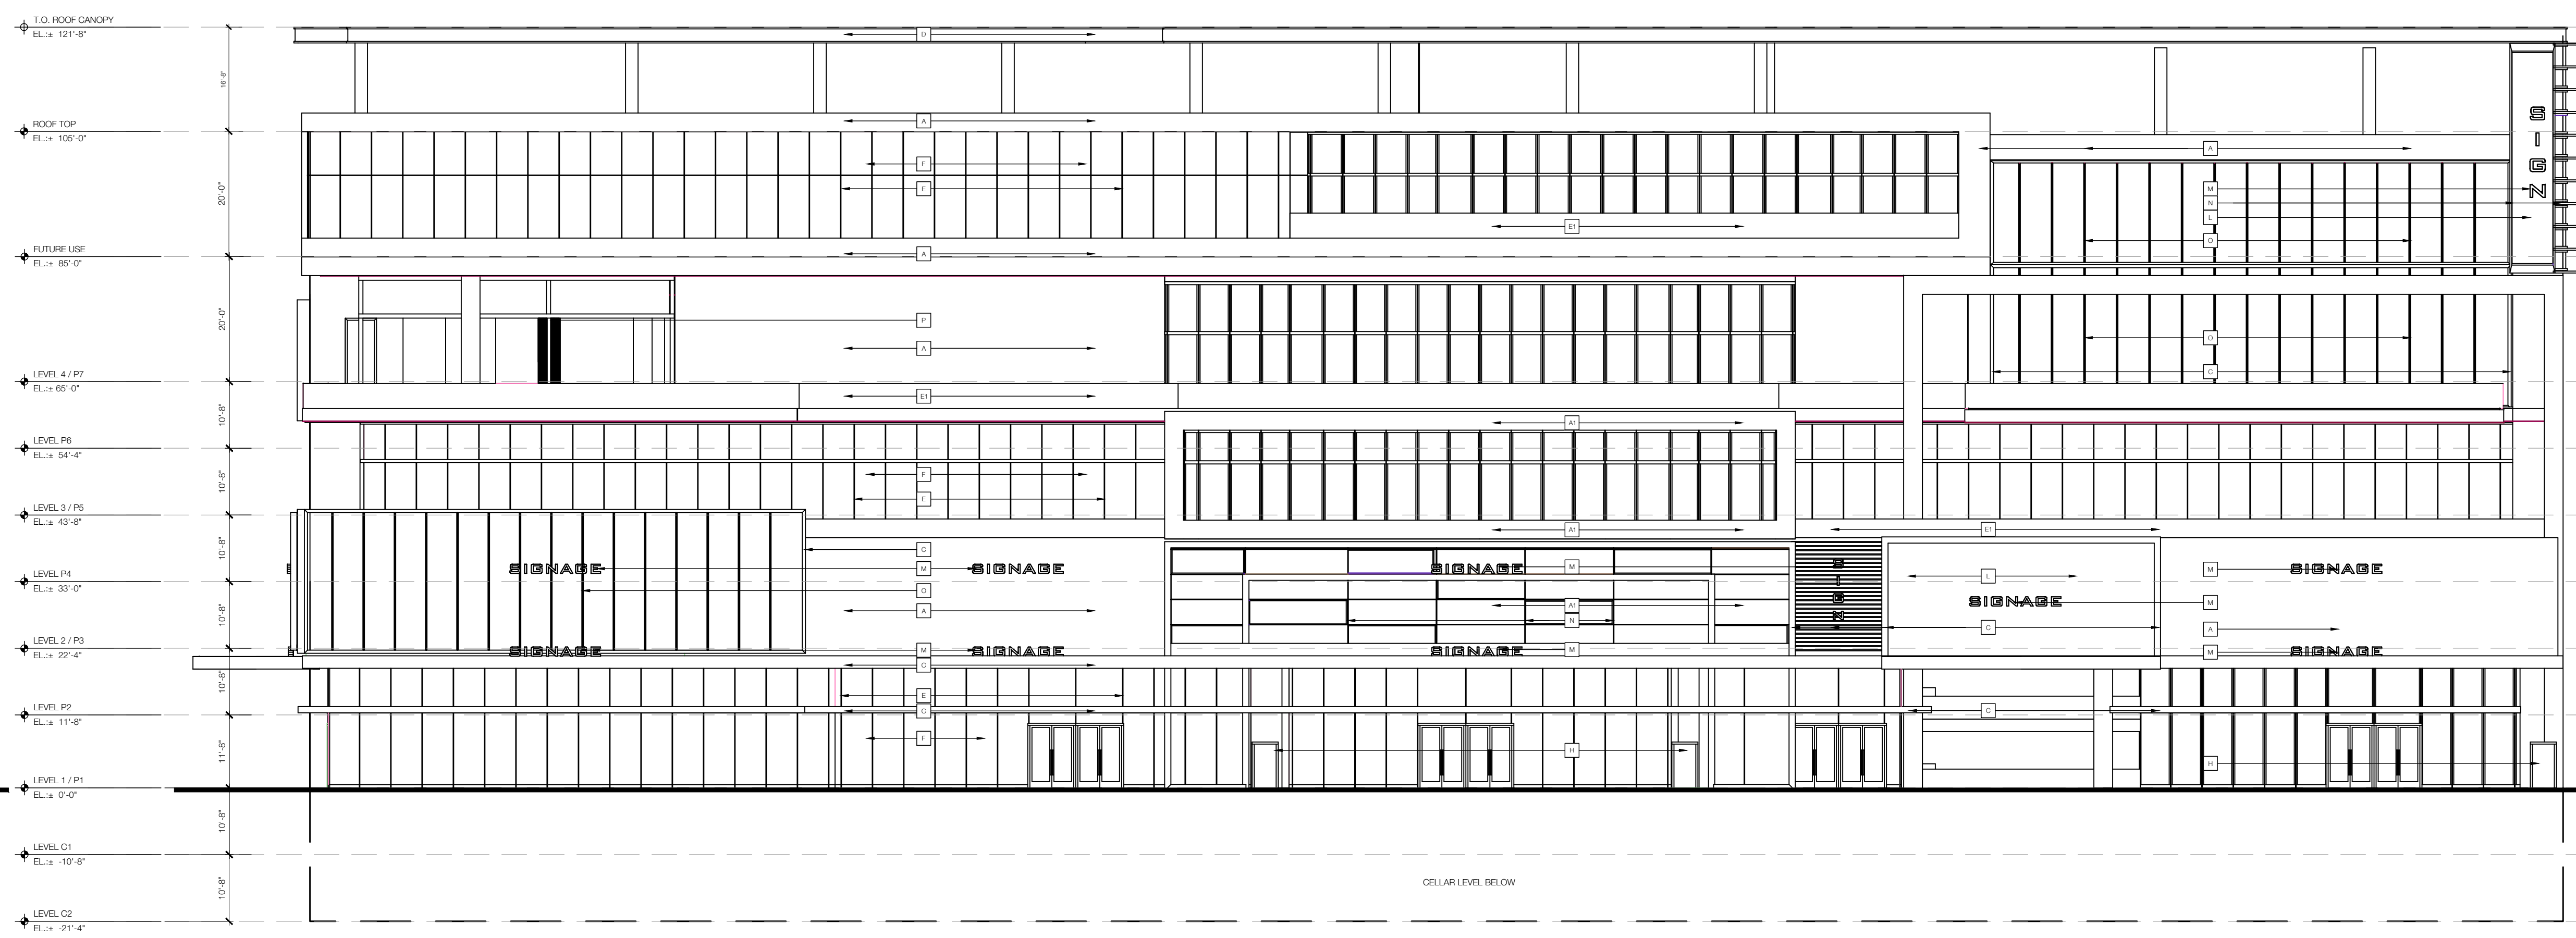 T.O. ROOF CANOPY
EL.:± 121'-8"
16'-8"
ROOF TOP
EL.:± 105'-0"
20'-0"
FUTURE USE
EL.:± 85'-0"
20'-0"
LEVEL 4 / P7
EL.:± 65'-0"
10'-8"
LEVEL P6
EL.:± 54'-4"
10'-8"
LEVEL 3 / P5
EL.:± 43'-8"
10'-8"
LEVEL P4
EL.:± 33'-0"
10'-8"
LEVEL 2 / P3
EL.:± 22'-4"
10'-8"
LEVEL P2
EL.:± 11'-8"
11'-8"
LEVEL 1 / P1
EL.:± 0'-0"
10'-8"
LEVEL C1
EL.:± -10'-8"
10'-8"
LEVEL C2
EL.:± -21'-4"
D
A
F
E
A
P
A
E1
F
E
C
M
O
A
M
C
E
C
F
SIGNAGE
SIGNAGE
SIGNAGE
SIGNAGE
E1
A1
A1
M
A1
N
M
H
SIGNAGE
SIGNAGE
SIGN
E1
L
SIGNAGE
C
C
A
M
N
L
O
O
C
M
M
A
M
H
SIGNAGE
SIGNAGE
SIGN
CELLAR LEVEL BELOW